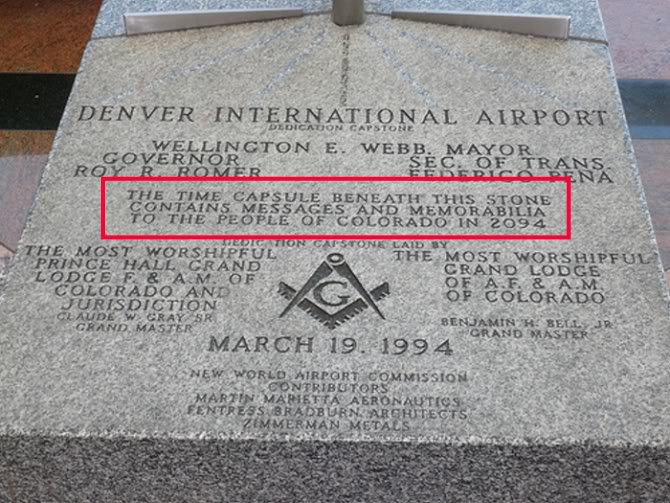 DENVER INTERNATIONAL AIRPORT
DEDICATION CAPSTONE
WELLINGTON E. WEBB, MAYOR
GOVERNOR
ROY R. ROMER
SEC. OF TRANS.
FEDERICO PENA
THE TIME CAPSULE BENEATH THIS STONE
CONTAINS MESSAGES AND MEMORABILIA
TO THE PEOPLE OF COLORADO IN 2094
DEDICATION CAPSTONE LAID BY
THE MOST WORSHIPFUL
PRINCE HALL GRAND
LODGE F. & A.M. OF
COLORADO AND
JURISDICTION
CLAUDE W. GRAY SR
GRAND MASTER
G
THE MOST WORSHIPFUL
GRAND LODGE
OF A.F. & A.M.
OF COLORADO
BENJAMIN H. BELL, JR
GRAND MASTER
MARCH 19, 1994
NEW WORLD AIRPORT COMMISSION
CONTRIBUTORS
MARTIN MARIETTA AERONAUTICS
FENTRESS BRADBURN ARCHITECTS
ZIMMERMAN METALS